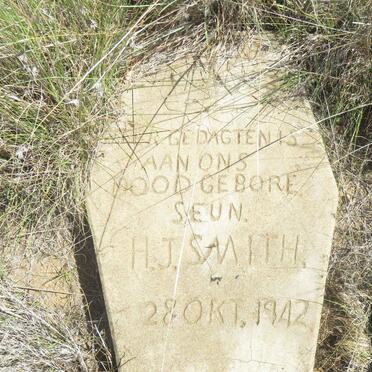 GEDAGTENIS
AAN ONS
DOOD GEBORE
SEUN.
H.J. SMITH.
28 OKT. 1942